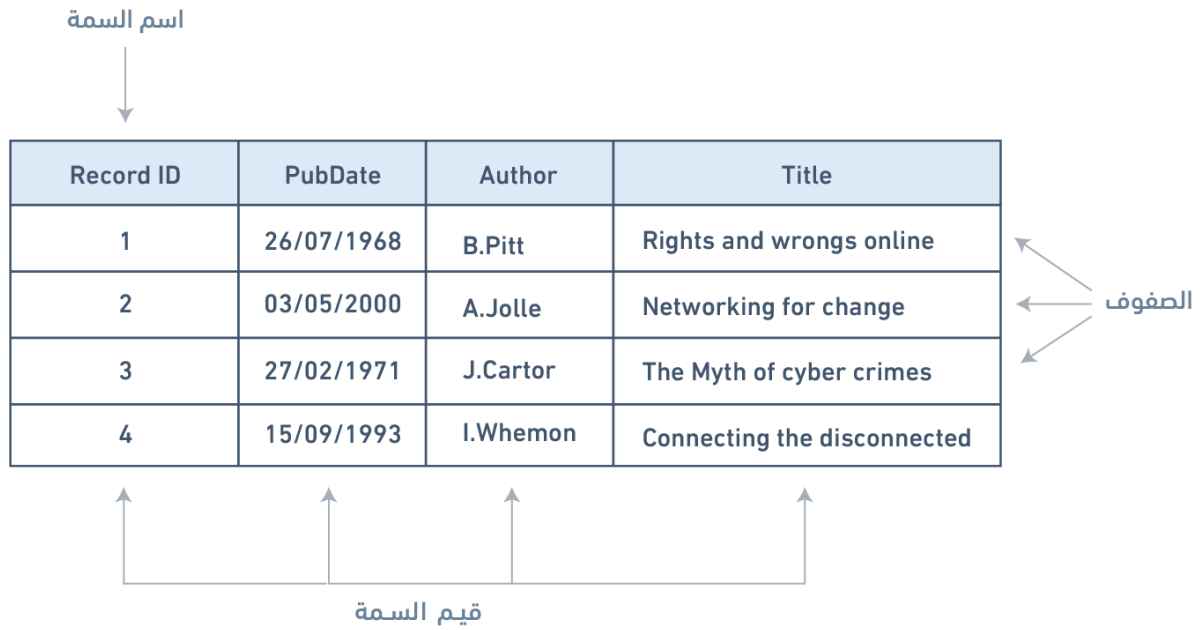 اسم السمة
Record ID PubDate Author Title
1 26/07/1968 B.Pitt Rights and wrongs online
2 03/05/2000 A.Jolle Networking for change
الصفوف
3 27/02/1971 J.Cartor The Myth of cyber crimes
4 15/09/1993 I.Whemon Connecting the disconnected
قيم السمة